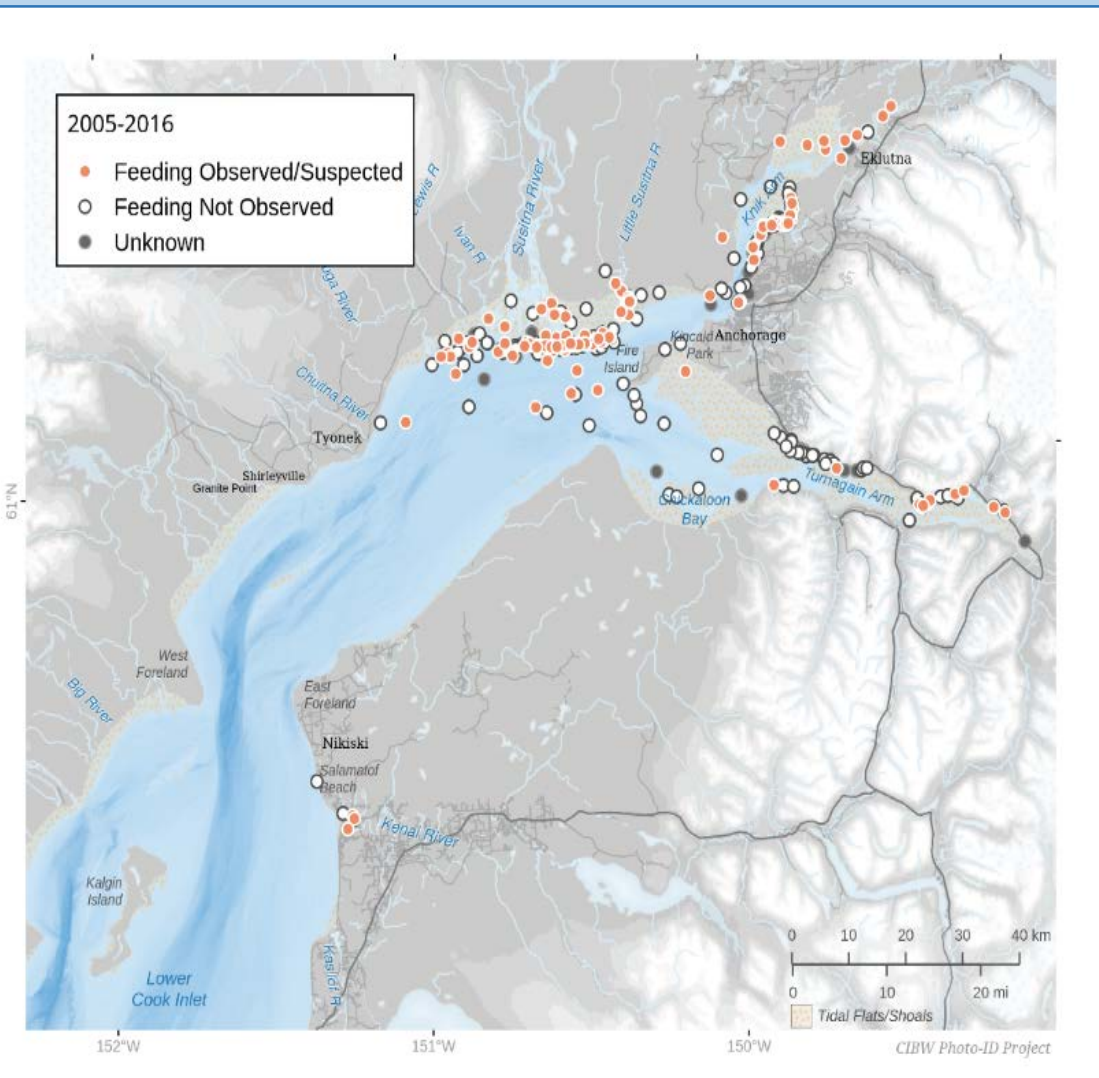 2005-2016
Feeding Observed/Suspected
Feeding Not Observed
Unknown
Lewis R
Ivan R
Susitna River
Little Susitna R
uga River
Knik Arm
Eklutna
Kincaid
Park
Anchorage
Fire
Island
Chuitna River
Tyonek
Shirleyville
Granite Point
61°N
Chickaloon
Bay
Turnagain Arm
West
Foreland
Big River
East
Foreland
Nikiski
Salamatof
Beach
Kenai River
Kalgin
Island
Lower
Cook Inlet
Kasilof R
0 10 20 30 40 km
0 10 20 mi
Tidal Flats/Shoals
152°W 151°W 150°W
CIBW Photo-ID Project